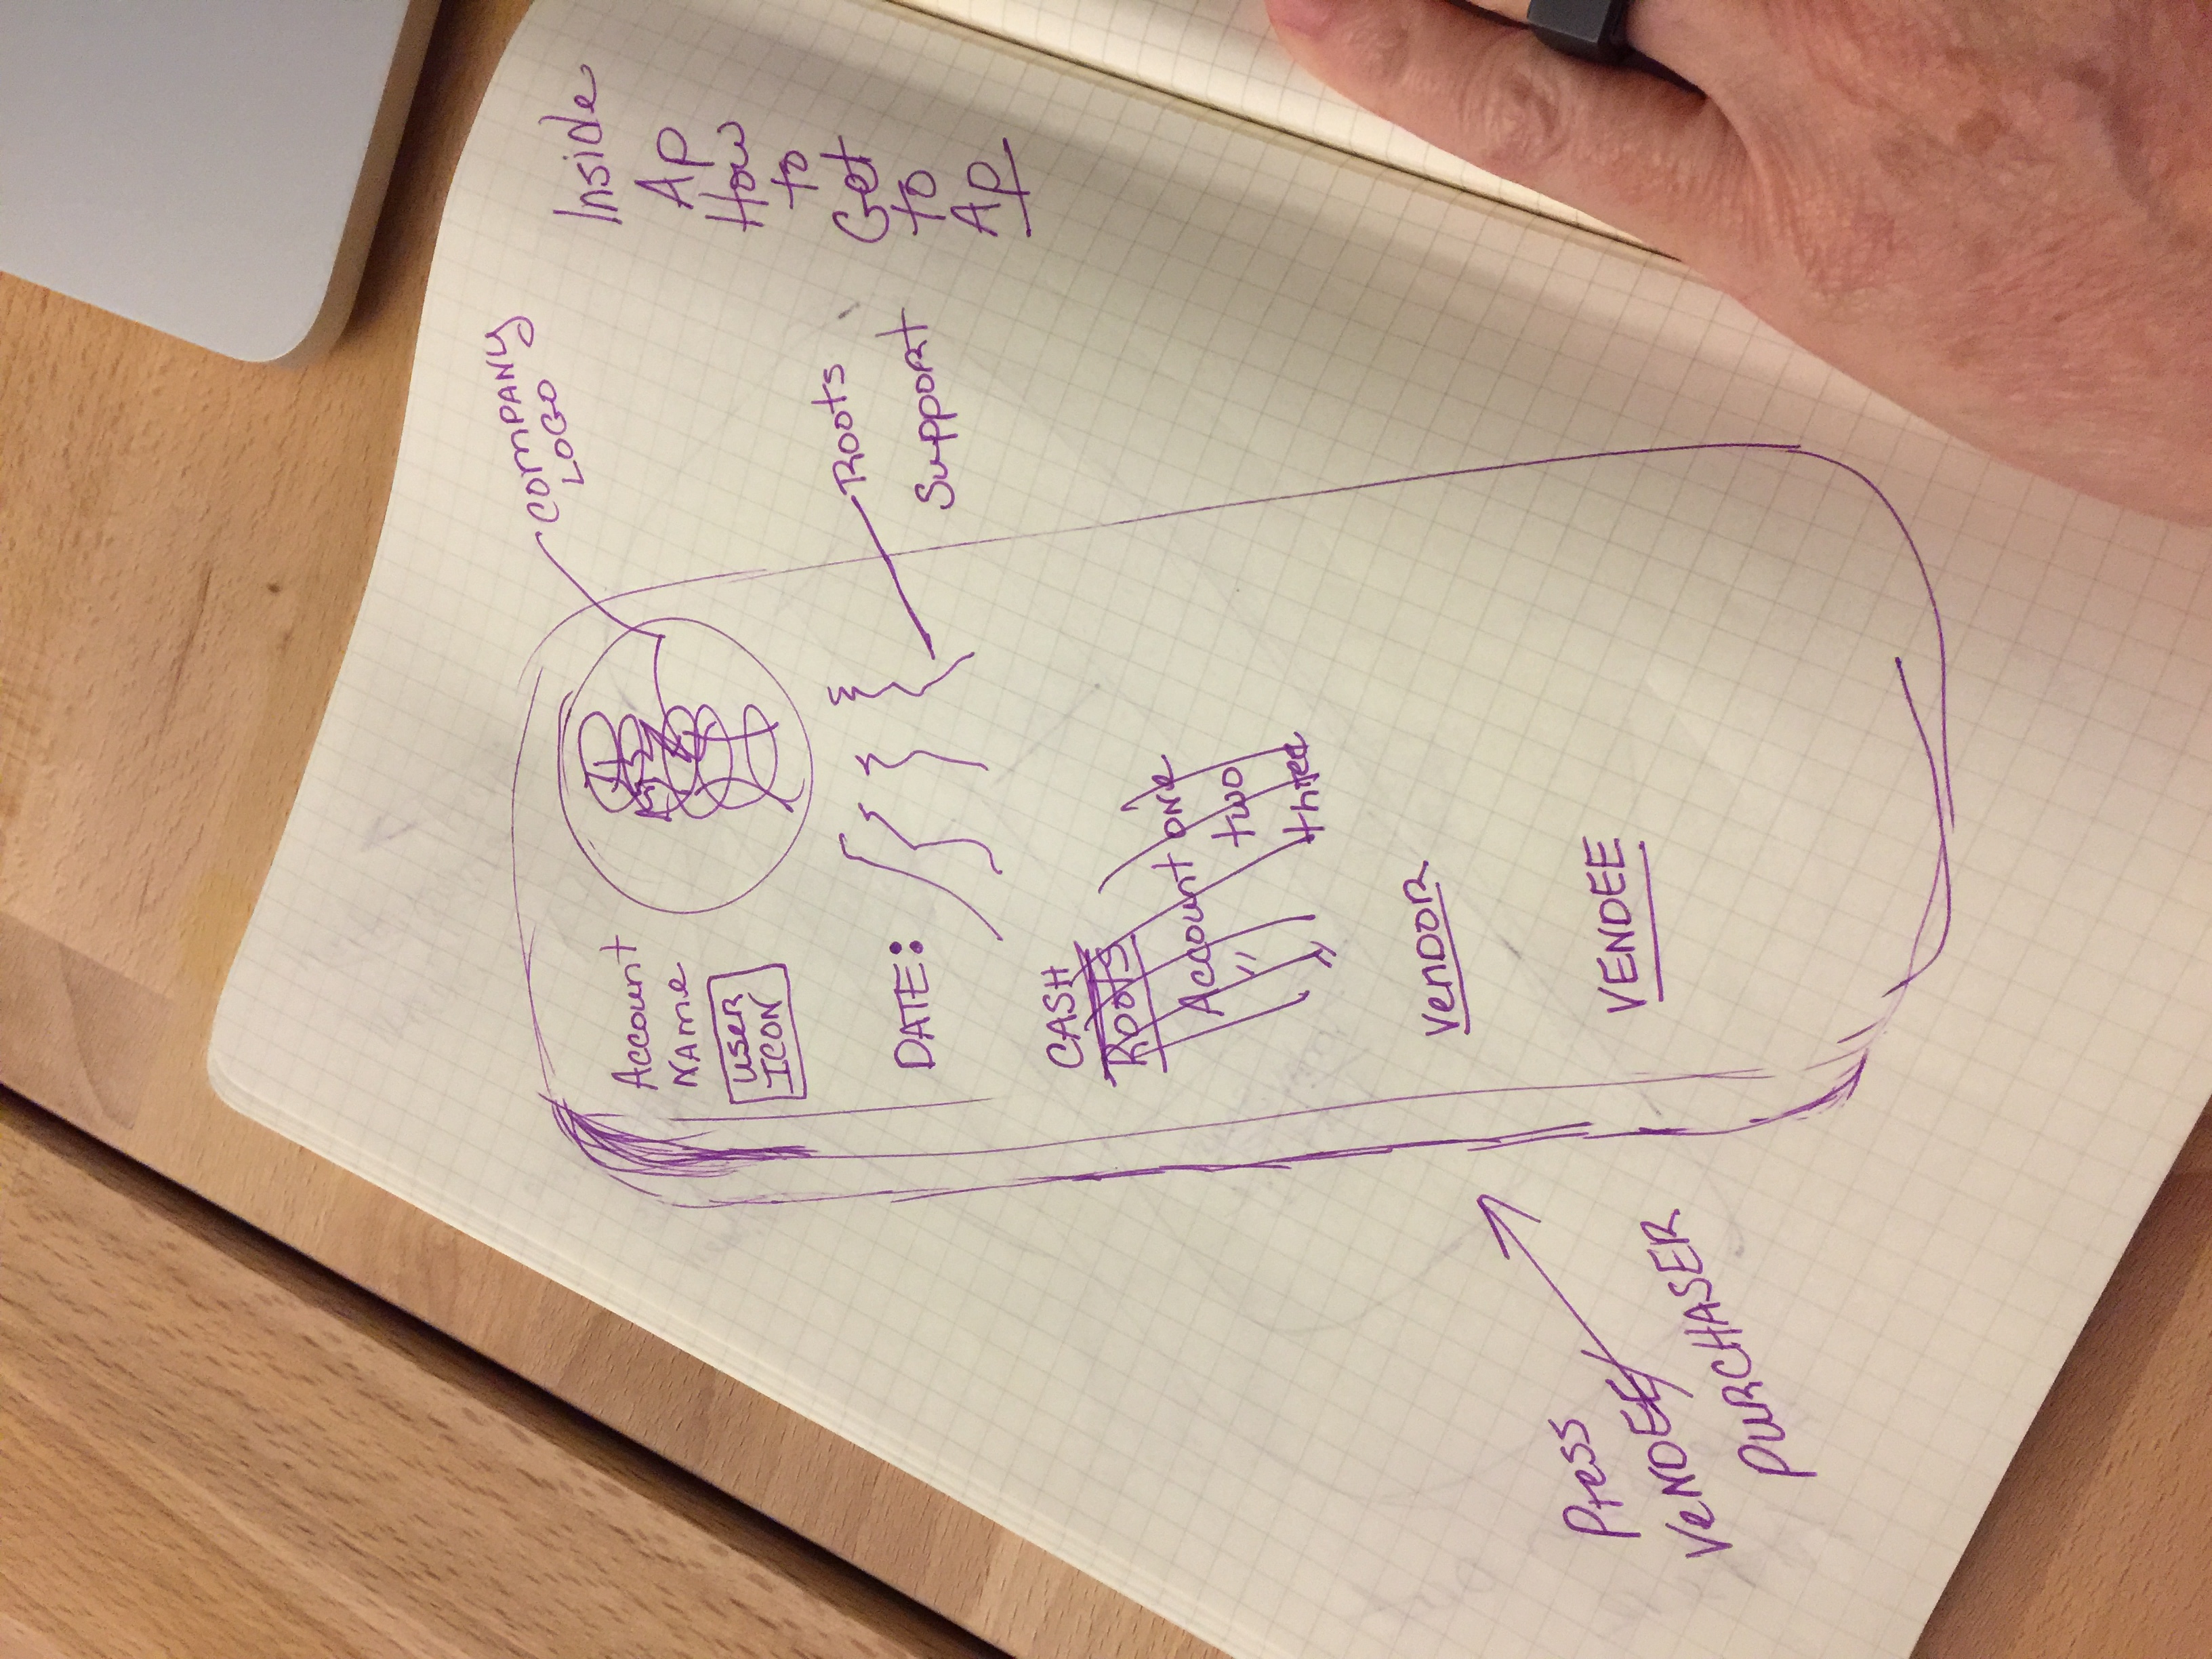 COMPANY
LOGO
Account
Name
User
ICON
DATE:
Roots
Support
CASH
Roots
Account one
" two
" three
VENDOR
VENDEE
Press
VENDEE/
PURCHASER
Inside
Ap
How
to
Get
to
Ap